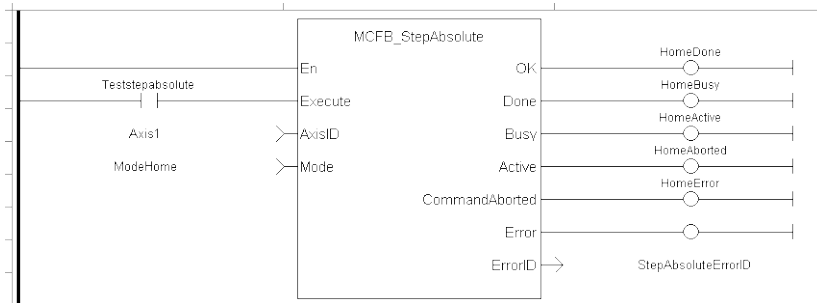 MCFB_StepAbsolute
HomeDone
En
OK
Teststepabsolute
HomeBusy
Execute
Done
HomeActive
Axis1
AxisID
Busy
HomeAborted
ModeHome
Mode
Active
HomeError
CommandAborted
Error
ErrorID
StepAbsoluteErrorID